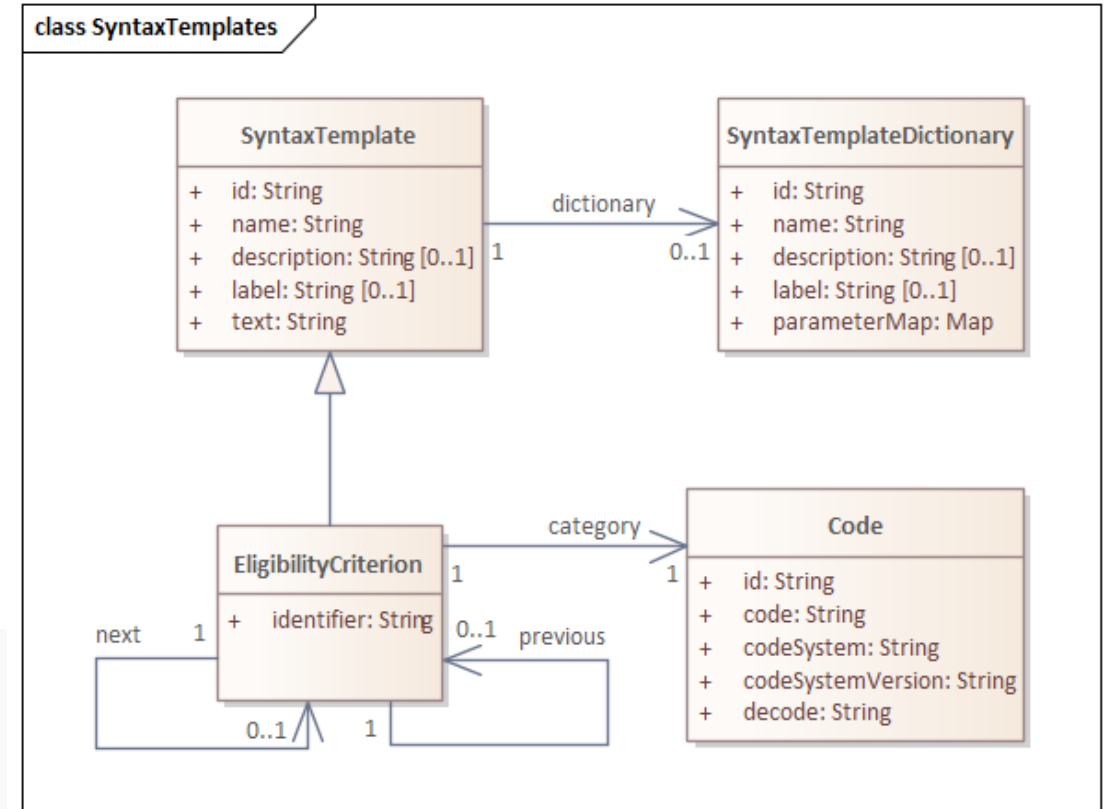 class SyntaxTemplates
SyntaxTemplate
+ id: String
+ name: String
+ description: String [0..1]
+ label: String [0..1]
+ text: String
dictionary
1
0..1
SyntaxTemplateDictionary
+ id: String
+ name: String
+ description: String [0..1]
+ label: String [0..1]
+ parameterMap: Map
EligibilityCriterion
+ identifier: String
category
1
1
next
1
0..1
0..1
previous
1
Code
+ id: String
+ code: String
+ codeSystem: String
+ codeSystemVersion: String
+ decode: String